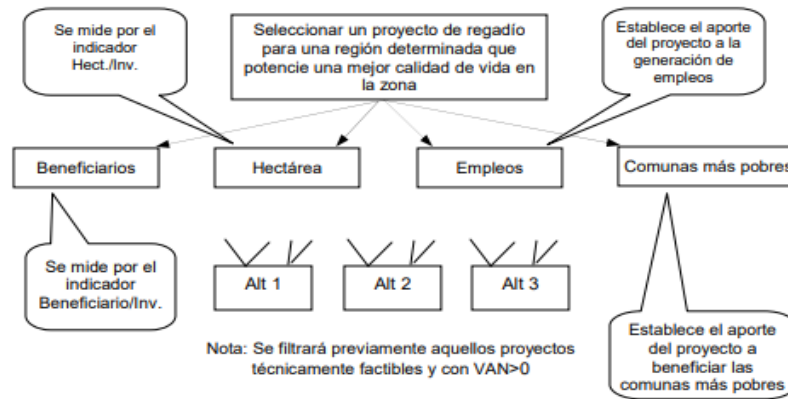 Se mide por el
indicador
Hect./Inv.
Seleccionar un proyecto de regadío
para una región determinada que
potencie una mejor calidad de vida en
la zona
Establece el aporte
del proyecto a la
generación de
empleos
Beneficiarios
Hectárea
Empleos
Comunas más pobres
Se mide por el
indicador
Beneficiario/Inv.
Alt 1
Alt 2
Alt 3
Establece el aporte
del proyecto a
beneficiar las
comunas más pobres
Nota: Se filtrará previamente aquellos proyectos
técnicamente factibles y con VAN>0